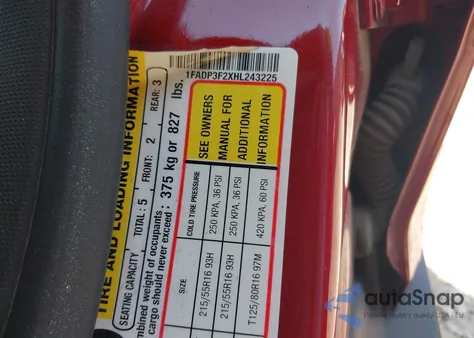 1FADP3F2XHL243225
TIRE AND LOADING INFORMATION
SEATING CAPACITY TOTAL: 5 FRONT: 2 REAR: 3
mbined weight of occupants
cargo should never exceed : 375 kg or 827 lbs.
SIZE COLD TIRE PRESSURE SEE OWNERS
215/55R16 93H 250 KPA, 36 PSI MANUAL FOR
215/55R16 93H 250 KPA, 36 PSI ADDITIONAL
T125/80R16 97M 420 KPA, 60 PSI INFORMATION
autoSnap